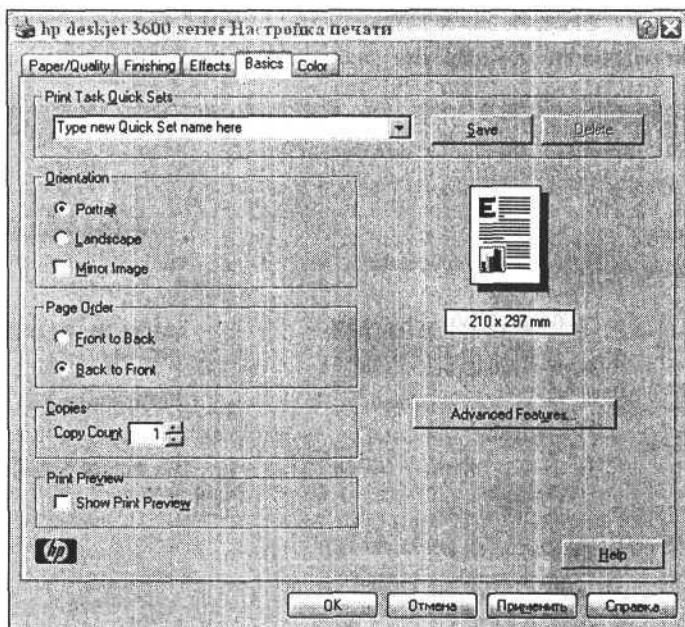 hp deskjet 3600 series Настройка печати
Paper/Quality Finishing Effects Basics Color
Print Task Quick Sets
Type new Quick Set name here Save Delete
Orientation
Portrait
Landscape
Mirror Image
E
210 x 297 mm
Page Order
Front to Back
Back to Front
Copies
Copy Count 1
Advanced Features...
Print Preview
Show Print Preview
hp
Help
OK Отмена Применить Справка